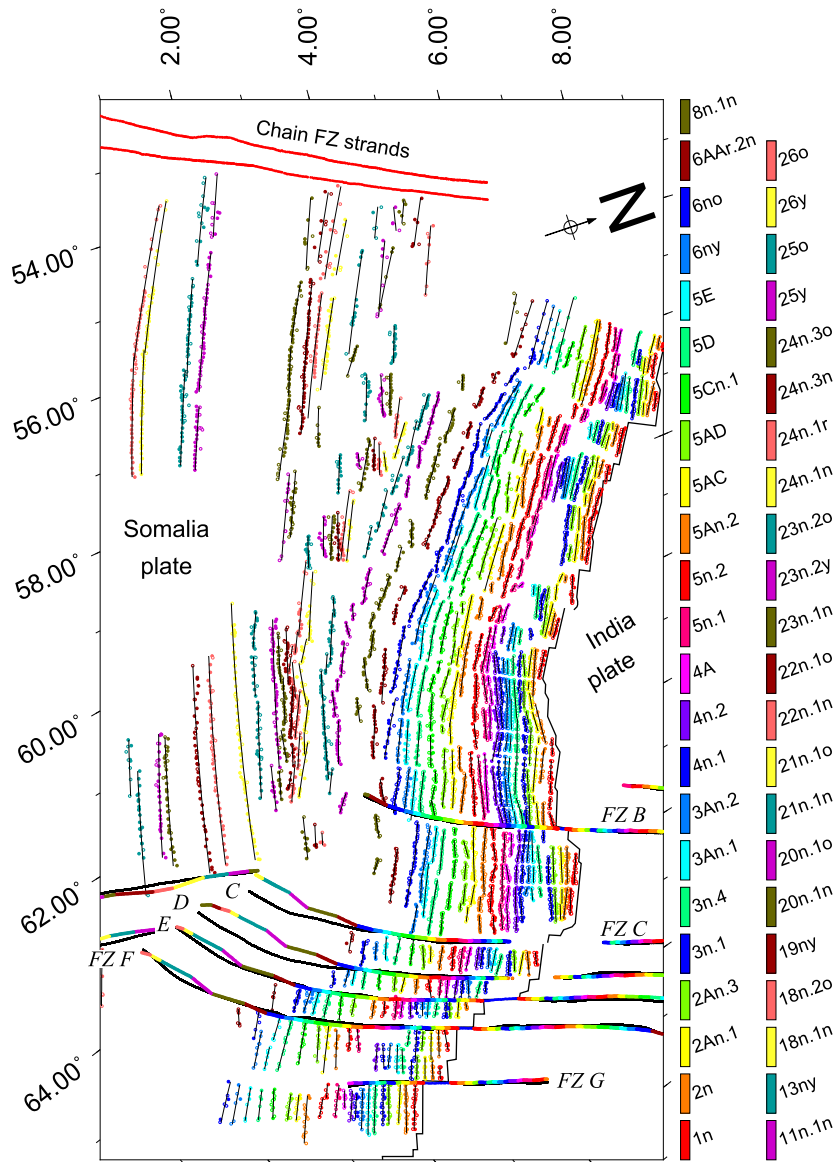 2.00°
4.00°
6.00°
8.00°
Chain FZ strands
N
54.00°
56.00°
58.00°
60.00°
62.00°
64.00°
Somalia
plate
India
plate
FZ B
C
D
E
FZ F
FZ C
FZ G
8n.1n
6AAr.2n
6no
6ny
5E
5D
5Cn.1
5AD
5AC
5An.2
5n.2
5n.1
4A
4n.2
4n.1
3An.2
3An.1
3n.4
3n.1
2An.3
2An.1
2n
1n
26o
26y
25o
25y
24n.3o
24n.3n
24n.1r
24n.1n
23n.2o
23n.2y
23n.1n
22n.1o
22n.1n
21n.1o
21n.1n
20n.1o
20n.1n
19ny
18n.2o
18n.1n
13ny
11n.1n